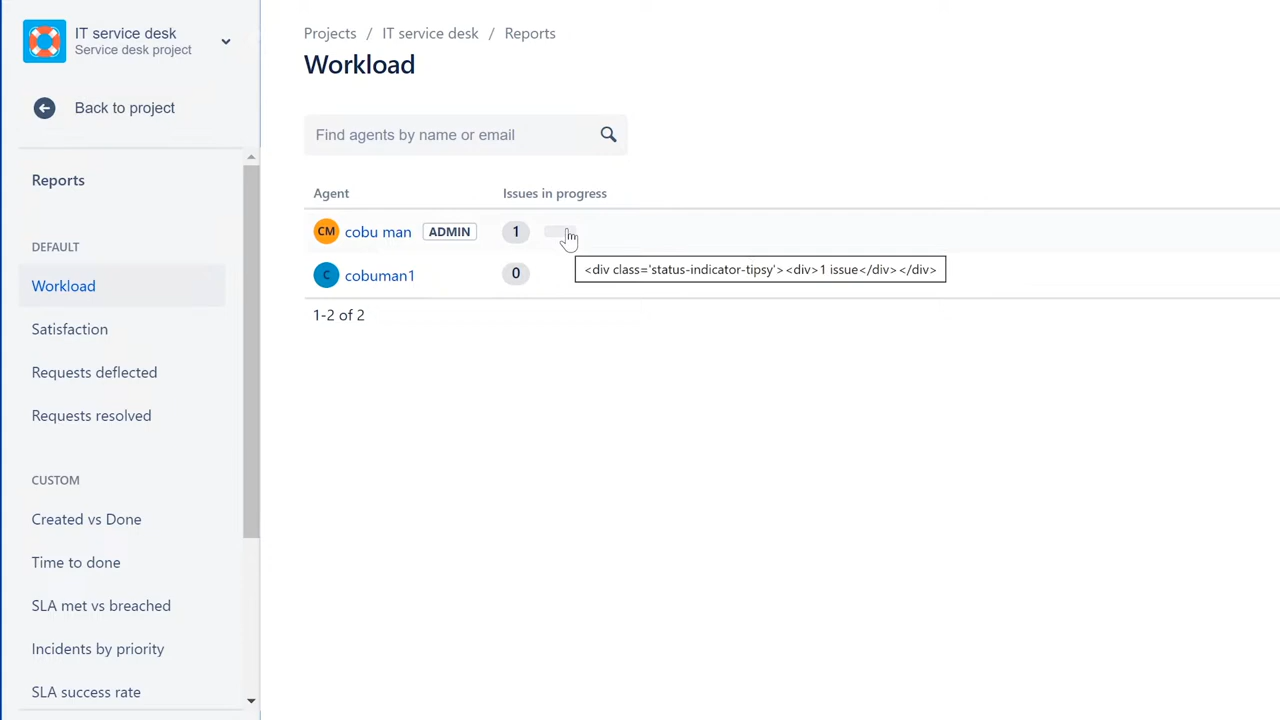 IT service desk
Service desk project
Back to project
Reports
DEFAULT
Workload
Satisfaction
Requests deflected
Requests resolved
CUSTOM
Created vs Done
Time to done
SLA met vs breached
Incidents by priority
SLA success rate
Projects / IT service desk / Reports
Workload
Find agents by name or email
Agent Issues in progress
CM cobu man ADMIN 1
<div class='status-indicator-tipsy'><div>1 issue</div></div>
C cobuman1 0
1-2 of 2